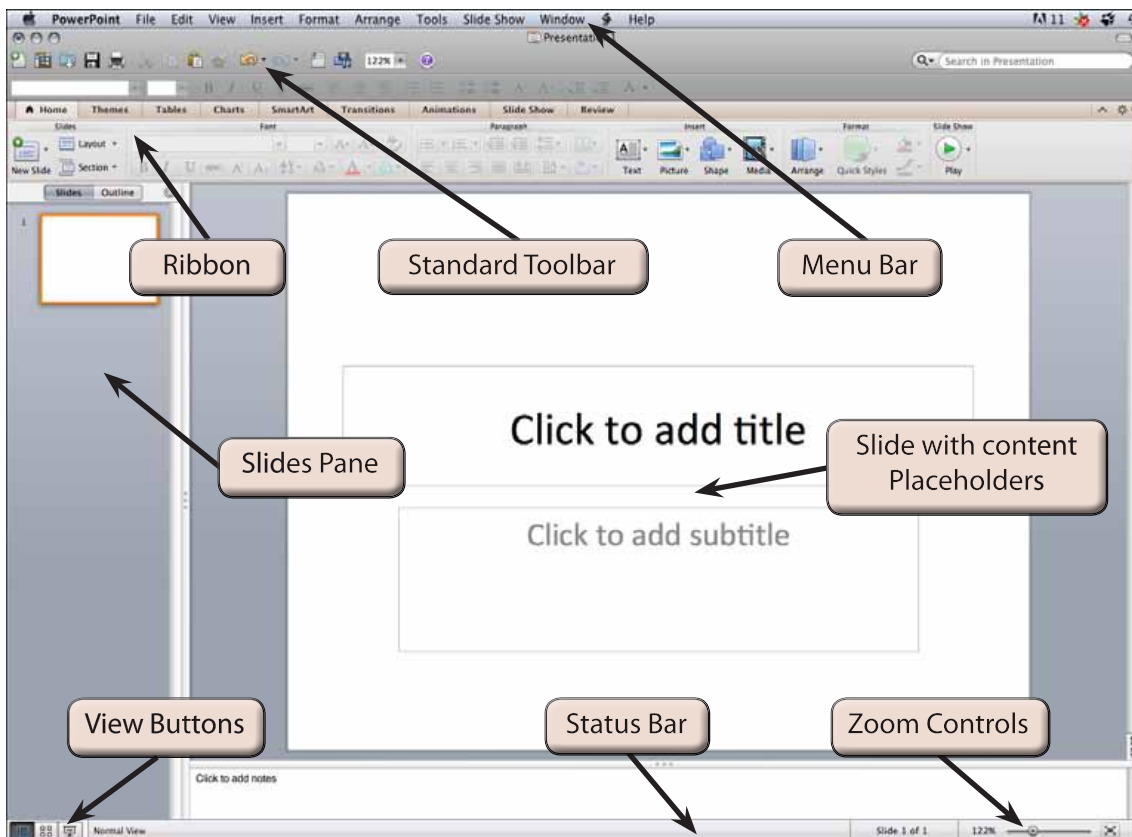 PowerPoint File Edit View Insert Format Arrange Tools Slide Show Window Help 11
Presentation
122%
Search in Presentation
Home Themes Tables Charts SmartArt Transitions Animations Slide Show Review
Slides Font Paragraph Insert Format Slide Show
Layout
New Slide Section
Text Picture Shape Media Arrange Quick Styles Play
Slides Outline
1
Ribbon
Standard Toolbar
Menu Bar
Click to add title
Slides Pane
Slide with content
Placeholders
Click to add subtitle
View Buttons
Status Bar
Zoom Controls
Click to add notes
Normal View Slide 1 of 1 122%